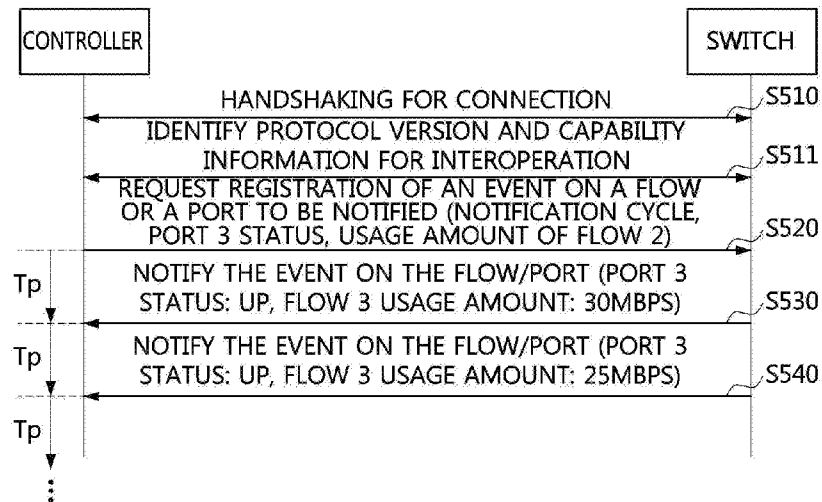 CONTROLLER
SWITCH
HANDSHAKING FOR CONNECTION
S510
IDENTIFY PROTOCOL VERSION AND CAPABILITY
INFORMATION FOR INTEROPERATION
S511
REQUEST REGISTRATION OF AN EVENT ON A FLOW
OR A PORT TO BE NOTIFIED (NOTIFICATION CYCLE,
PORT 3 STATUS, USAGE AMOUNT OF FLOW 2)
S520
Tp
NOTIFY THE EVENT ON THE FLOW/PORT (PORT 3
STATUS: UP, FLOW 3 USAGE AMOUNT: 30MBPS)
S530
Tp
NOTIFY THE EVENT ON THE FLOW/PORT (PORT 3
STATUS: UP, FLOW 3 USAGE AMOUNT: 25MBPS)
S540
Tp